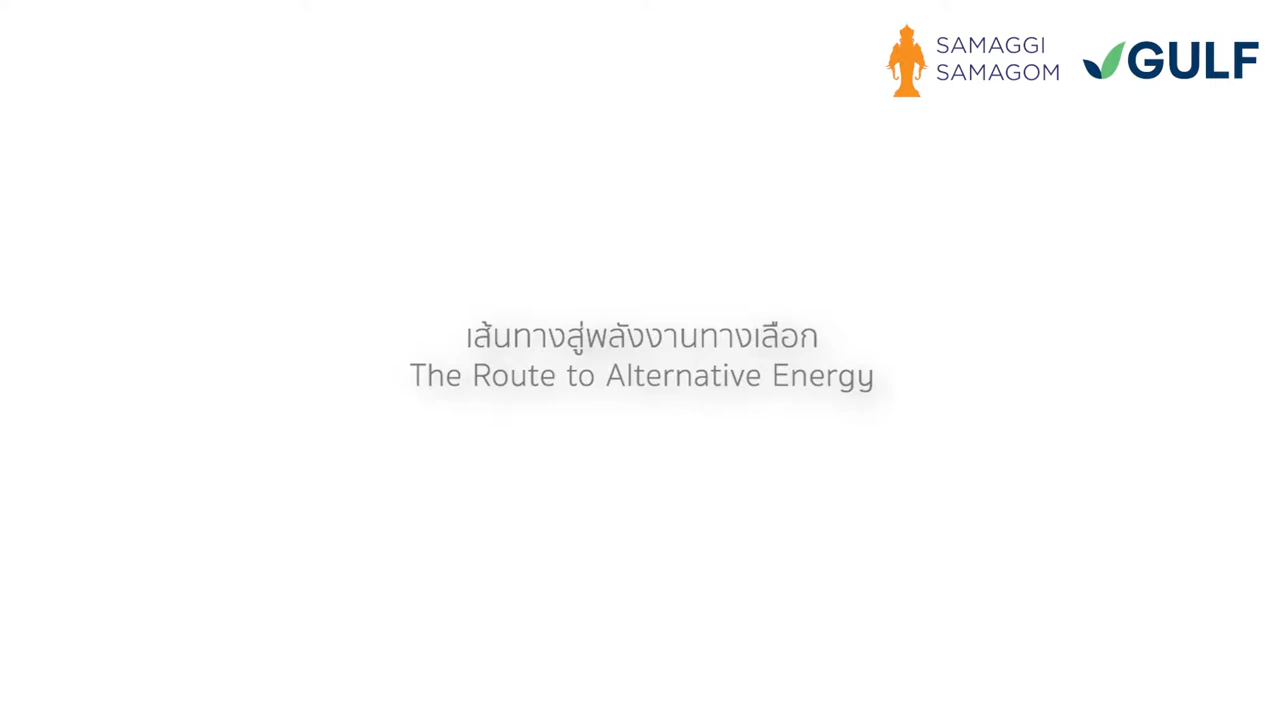 SAMAGGI
SAMAGOM
GULF
เส้นทางสู่พลังงานทางเลือก
The Route to Alternative Energy